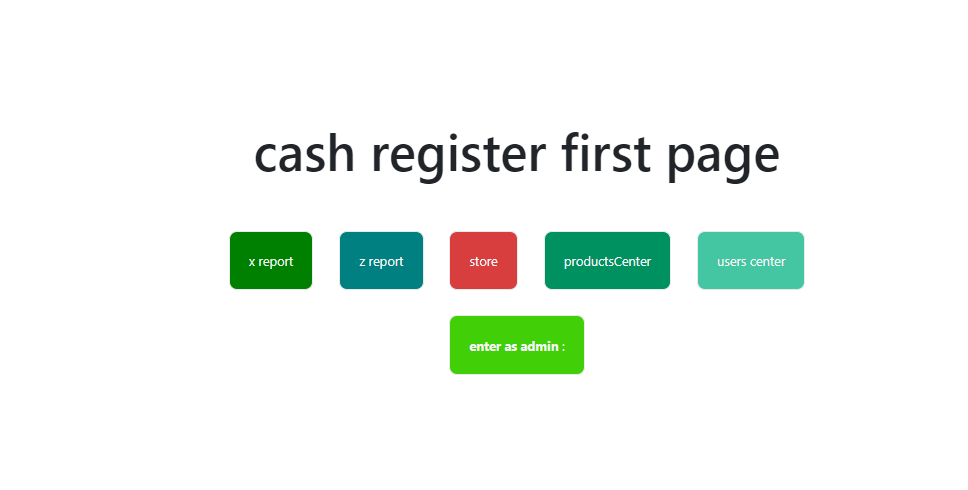 cash register first page
x report
z report
store
productsCenter
users center
enter as admin :